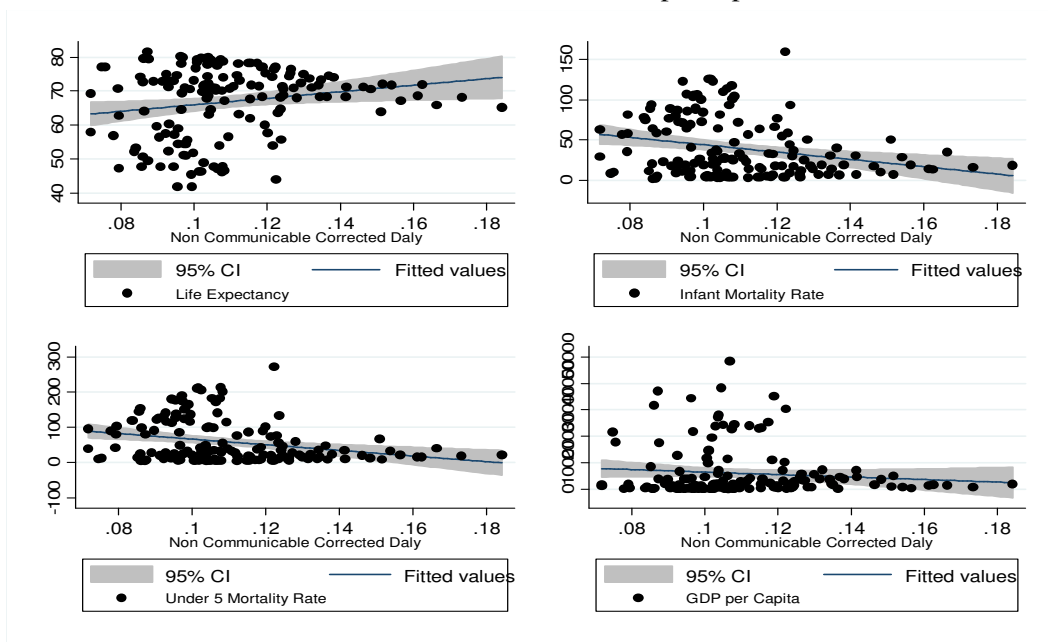 80
70
60
50
40
.08 .1 .12 .14 .16 .18
Non Communicable Corrected Daly
95% CI Fitted values
Life Expectancy
150
100
50
0
.08 .1 .12 .14 .16 .18
Non Communicable Corrected Daly
95% CI Fitted values
Infant Mortality Rate
300
200
100
0
-100
.08 .1 .12 .14 .16 .18
Non Communicable Corrected Daly
95% CI Fitted values
Under 5 Mortality Rate
.08 .1 .12 .14 .16 .18
Non Communicable Corrected Daly
95% CI Fitted values
GDP per Capita